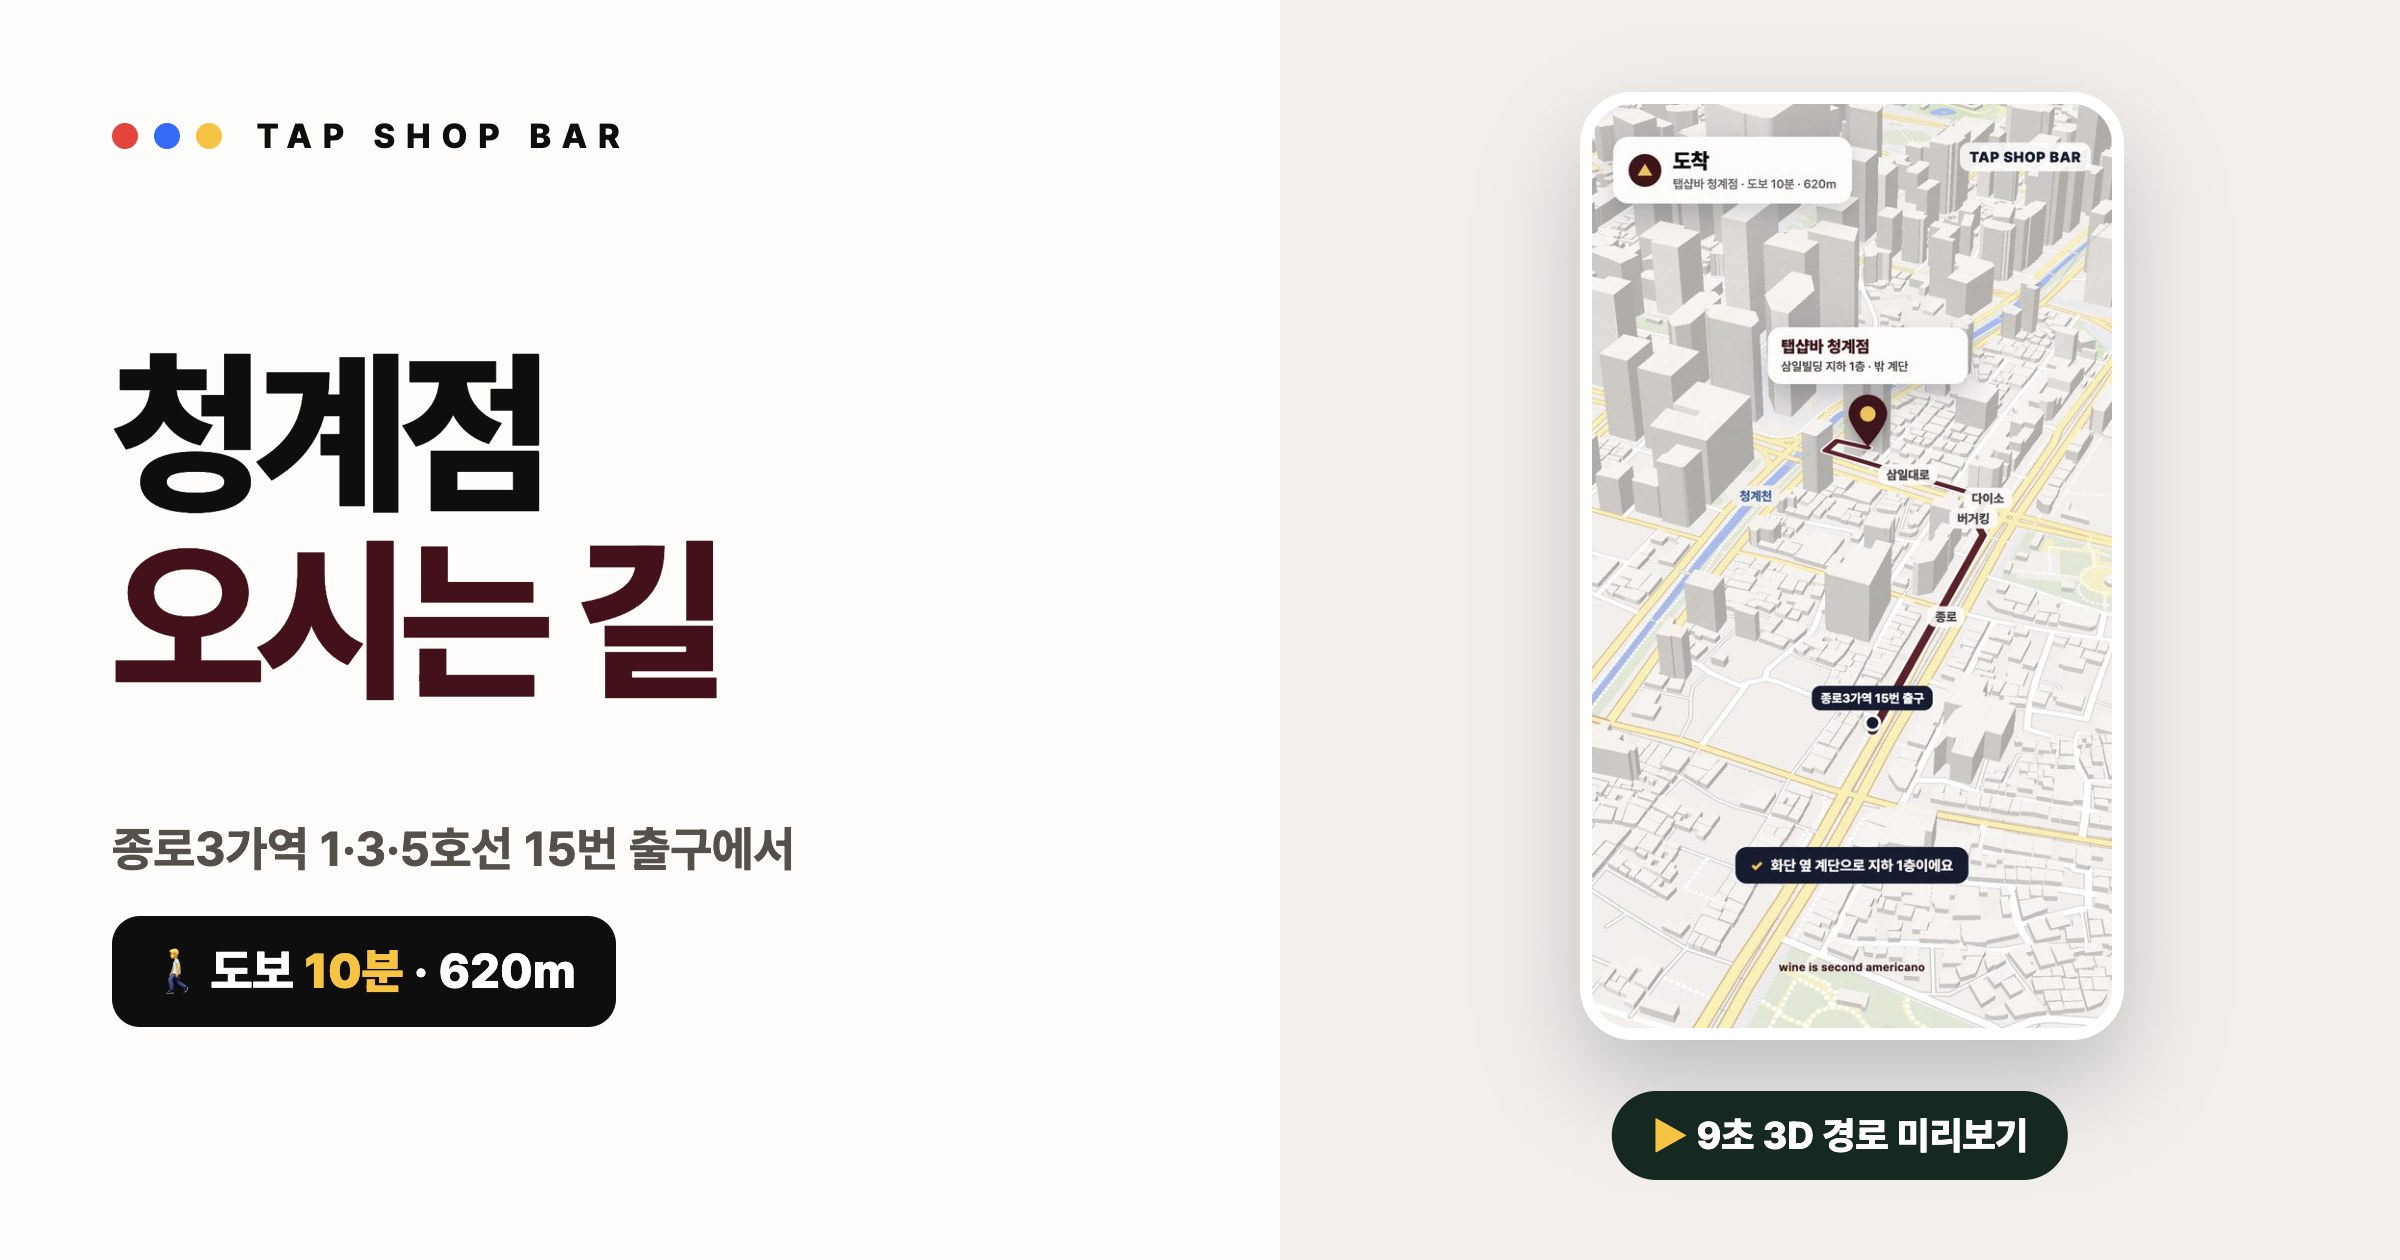 TAP SHOP BAR
청계점
오시는 길
종로3가역 1·3·5호선 15번 출구에서
도보 10분 · 620m
도착
탭샵바 청계점 · 도보 10분 · 620m
TAP SHOP BAR
탭샵바 청계점
삼일빌딩 지하 1층 · 밖 계단
삼일대로
청계천
다이소
버거킹
종로
종로3가역 15번 출구
✓ 화단 옆 계단으로 지하 1층이에요
wine is second americano
▶ 9초 3D 경로 미리보기